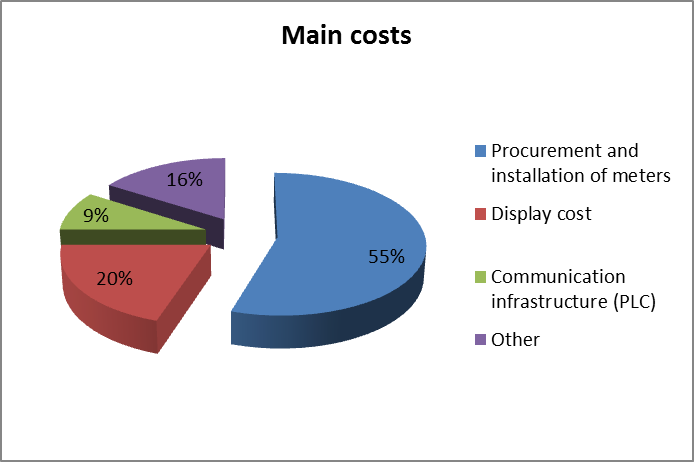 Main costs
16%
9%
20%
55%
Procurement and
installation of meters
Display cost
Communication
infrastructure (PLC)
Other